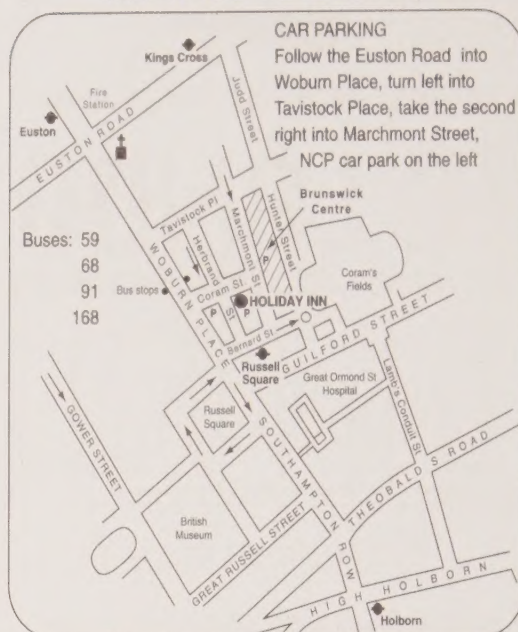 CAR PARKING
Follow the Euston Road into
Woburn Place, turn left into
Tavistock Place, take the second
right into Marchmont Street,
NCP car park on the left
Kings Cross
Fire
Station
Euston
EUSTON ROAD
Judd Street
Tavistock Pl
Herbrand
St
Marchmont St
Hunter Street
Brunswick
Centre
P
Buses: 59
68
91
168
Bus stops
WOBURN PLACE
Coram St.
P
P
HOLIDAY INN
Coram's
Fields
Bernard St
Russell
Square
GUILFORD STREET
Great Ormond St
Hospital
Lamb's Conduit St
GOWER STREET
Russell
Square
SOUTHAMPTON ROW
THEOBALDS ROAD
British
Museum
GREAT RUSSELL STREET
HIGH HOLBORN
Holborn